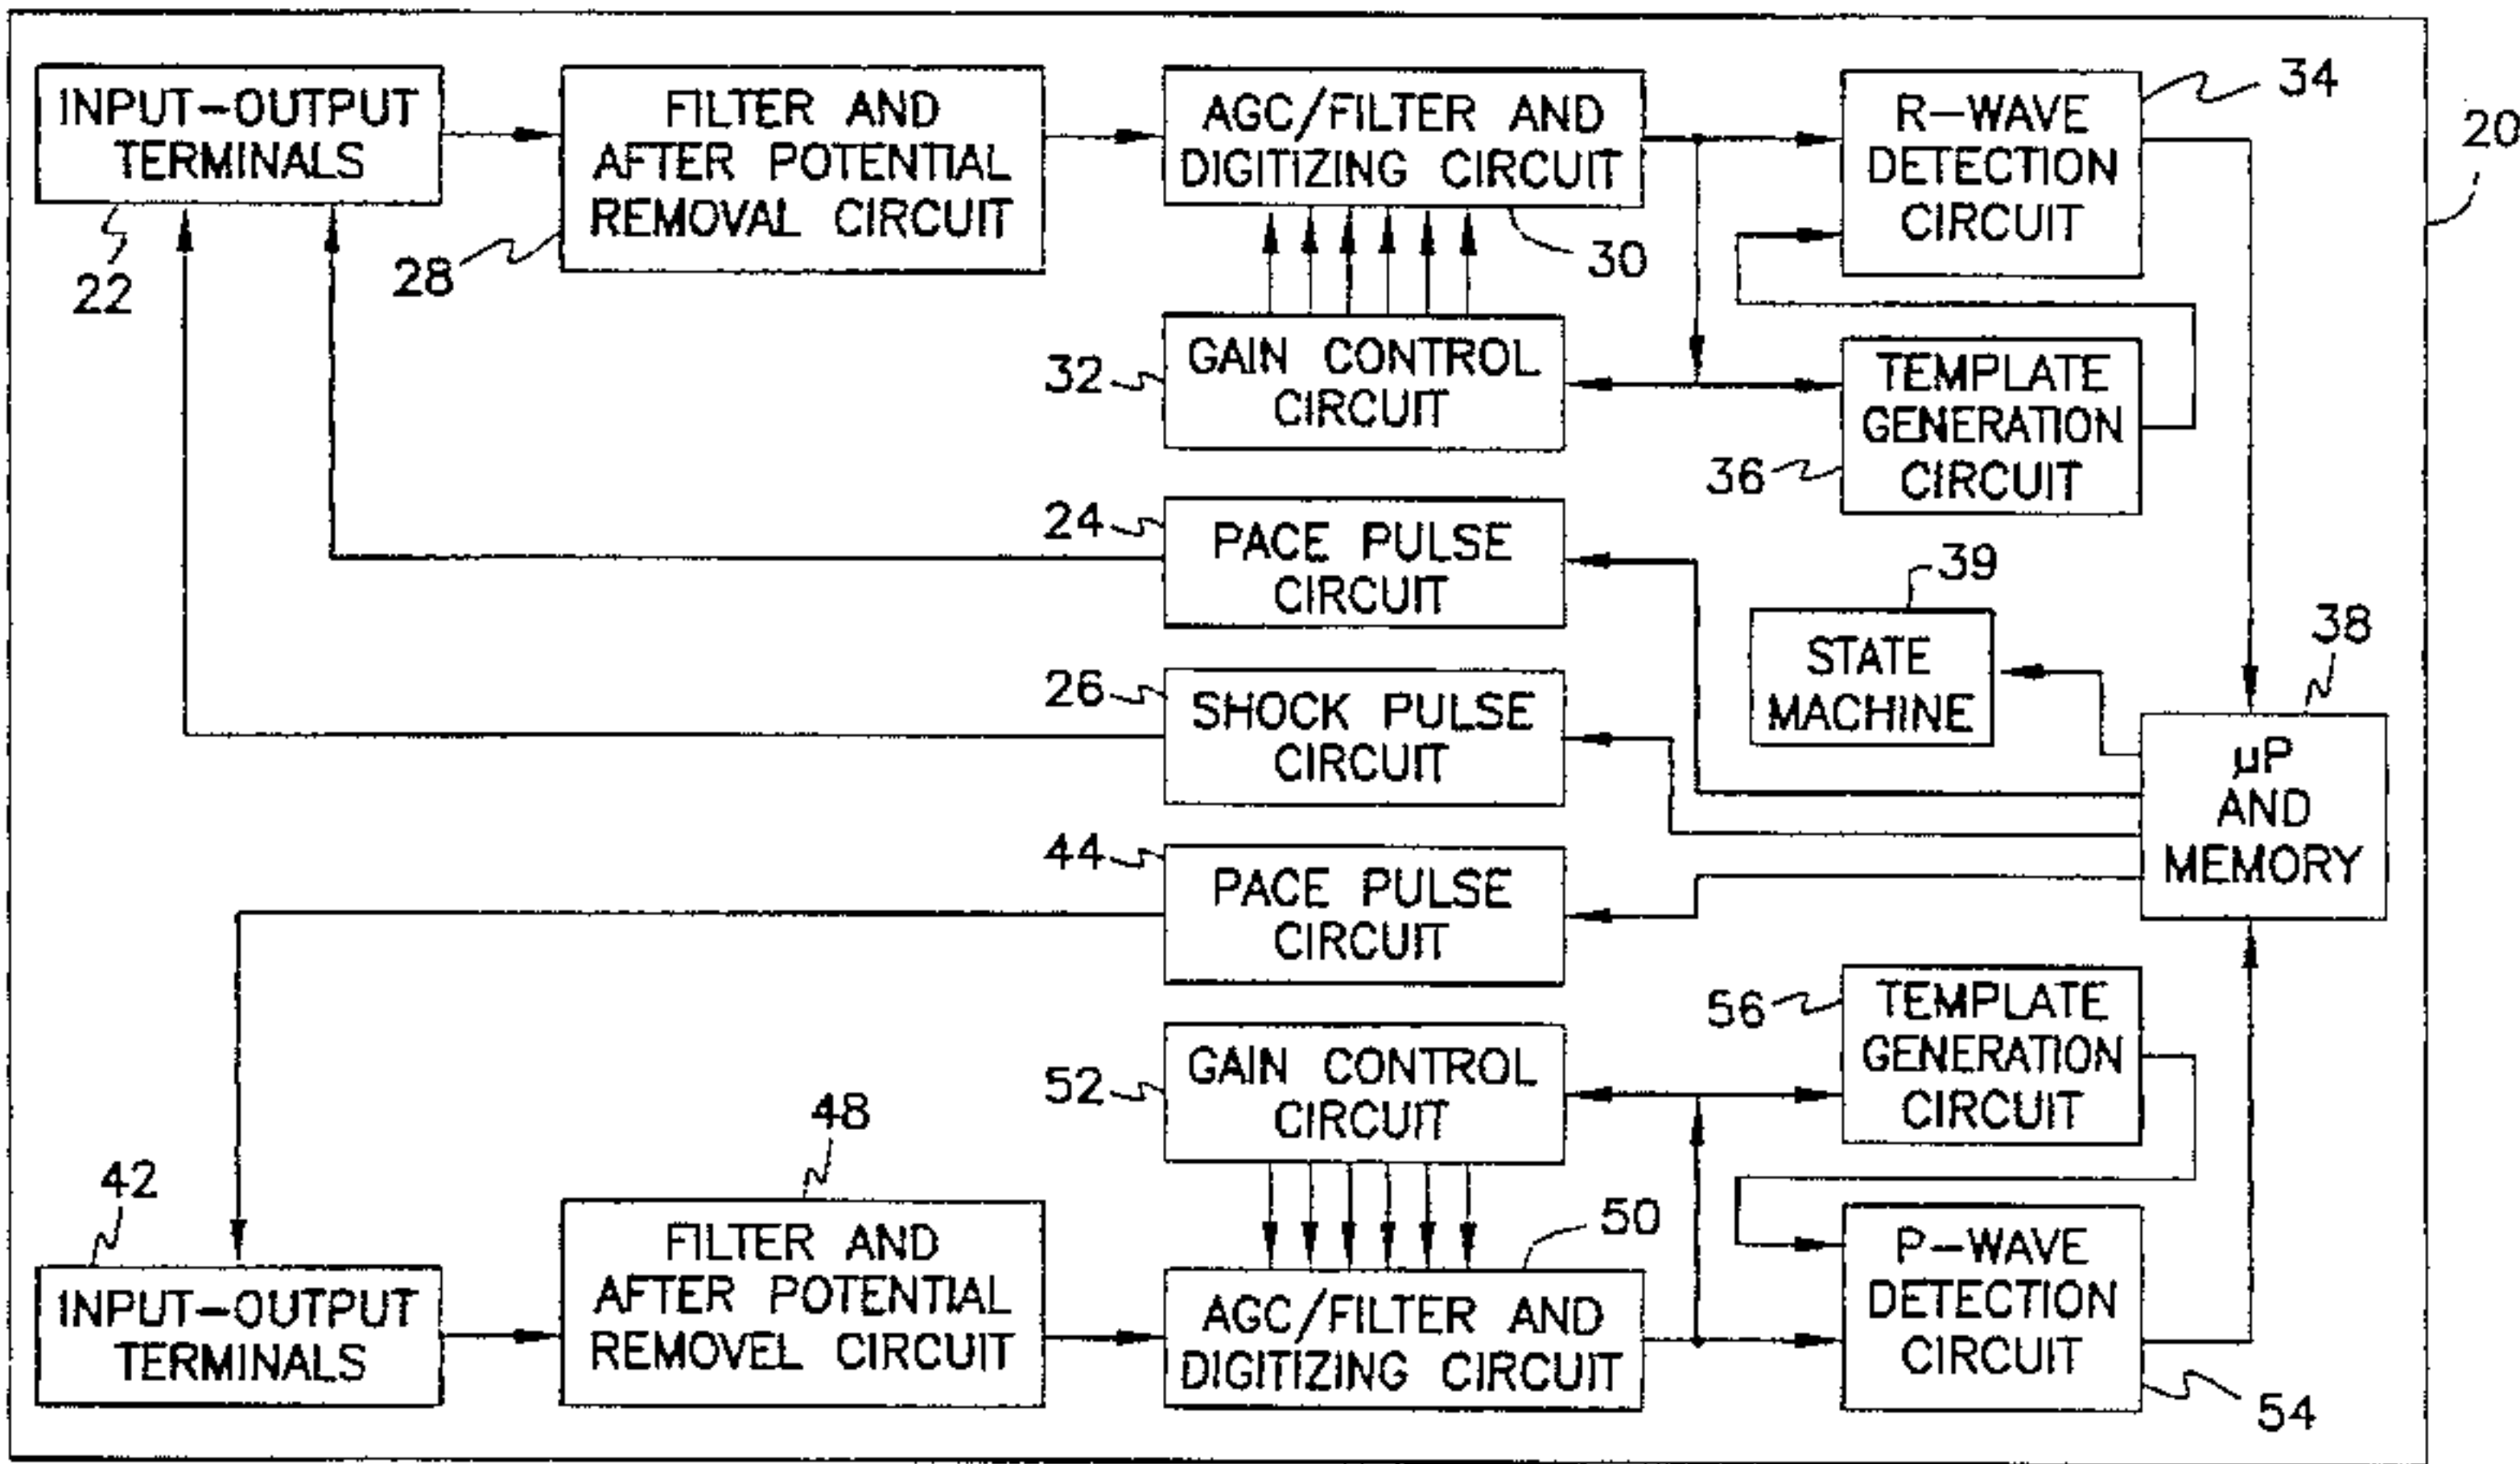 INPUT-OUTPUT
TERMINALS
22
FILTER AND
AFTER POTENTIAL
REMOVAL CIRCUIT
28
AGC/FILTER AND
DIGITIZING CIRCUIT
30
R-WAVE
DETECTION
CIRCUIT
34
20
GAIN CONTROL
CIRCUIT
32
TEMPLATE
GENERATION
CIRCUIT
36
PACE PULSE
CIRCUIT
24
STATE
MACHINE
39
SHOCK PULSE
CIRCUIT
26
µP
AND
MEMORY
38
PACE PULSE
CIRCUIT
44
TEMPLATE
GENERATION
CIRCUIT
56
GAIN CONTROL
CIRCUIT
52
INPUT-OUTPUT
TERMINALS
42
FILTER AND
AFTER POTENTIAL
REMOVEL CIRCUIT
48
AGC/FILTER AND
DIGITIZING CIRCUIT
50
P-WAVE
DETECTION
CIRCUIT
54